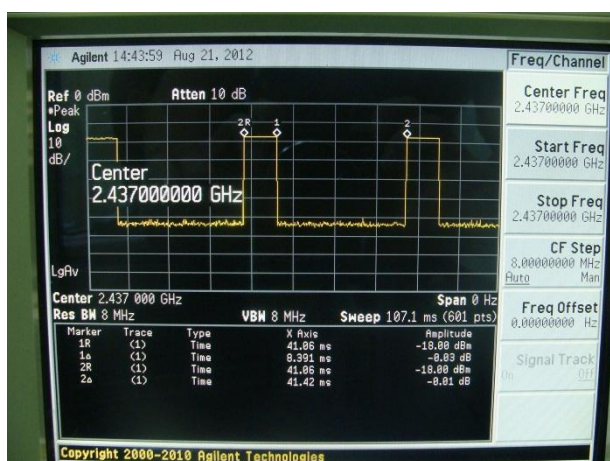 Agilent 14:43:59 Aug 21, 2012
Freq/Channel
Ref 0 dBm Atten 10 dB
*Peak
Log
10
dB/
2R 1 2
Center
2.437000000 GHz
LgAv
Center 2.437 000 GHz Span 0 Hz
Res BW 8 MHz VBW 8 MHz Sweep 107.1 ms (601 pts)
Marker Trace Type X Axis Amplitude
1R (1) Time 41.06 ms -18.00 dBm
1Δ (1) Time 8.391 ms -0.03 dB
2R (1) Time 41.06 ms -18.00 dBm
2Δ (1) Time 41.42 ms -0.01 dB
Center Freq
2.43700000 GHz
Start Freq
2.43700000 GHz
Stop Freq
2.43700000 GHz
CF Step
8.00000000 MHz
Auto Man
Freq Offset
0.00000000 Hz
Signal Track
On Off
Copyright 2000-2010 Agilent Technologies